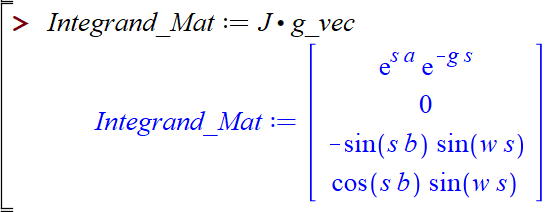 > Integrand_Mat := J • g_vec
Integrand_Mat := [ e^{s a} e^{-g s}
0
-sin(s b) sin(w s)
cos(s b) sin(w s) ]